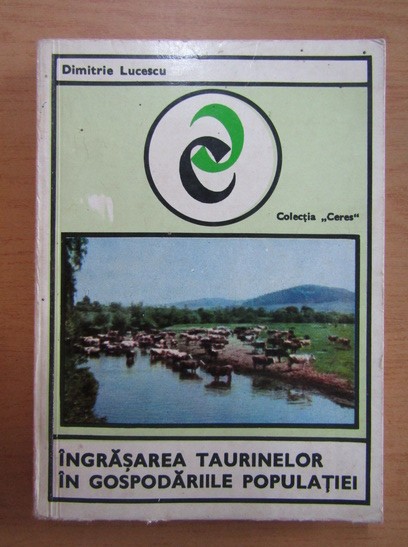 Dimitrie Lucescu
Colecția „Ceres“
ÎNGRĂȘAREA TAURINELOR
ÎN GOSPODĂRIILE POPULAȚIEI